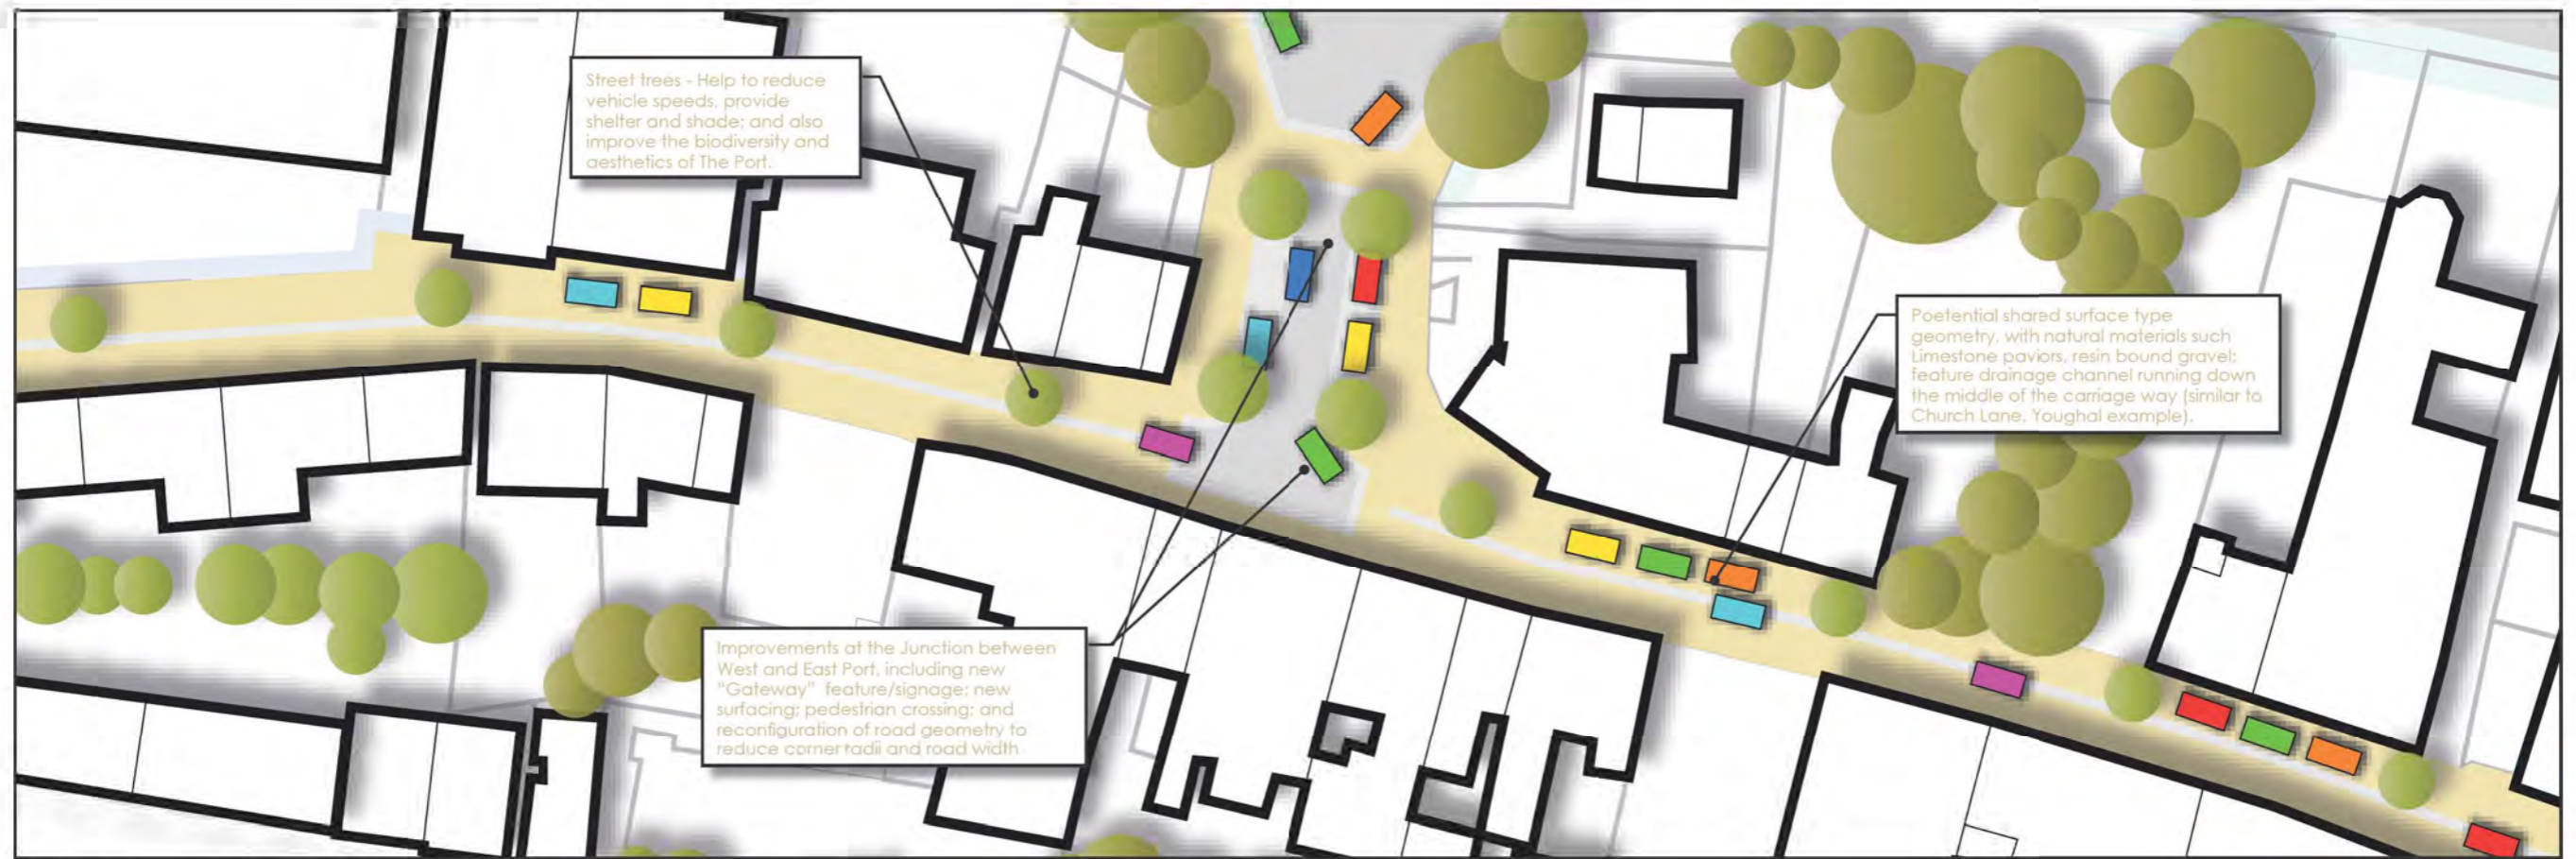 Street trees - Help to reduce
vehicle speeds, provide
shelter and shade; and also
improve the biodiversity and
aesthetics of The Port.
Poetential shared surface type
geometry, with natural materials such
Limestone paviors, resin bound gravel;
feature drainage channel running down
the middle of the carriage way (similar to
Church Lane, Youghal example).
Improvements at the Junction between
West and East Port, including new
"Gateway" feature/signage; new
surfacing; pedestrian crossing; and
reconfiguration of road geometry to
reduce corner radii and road width